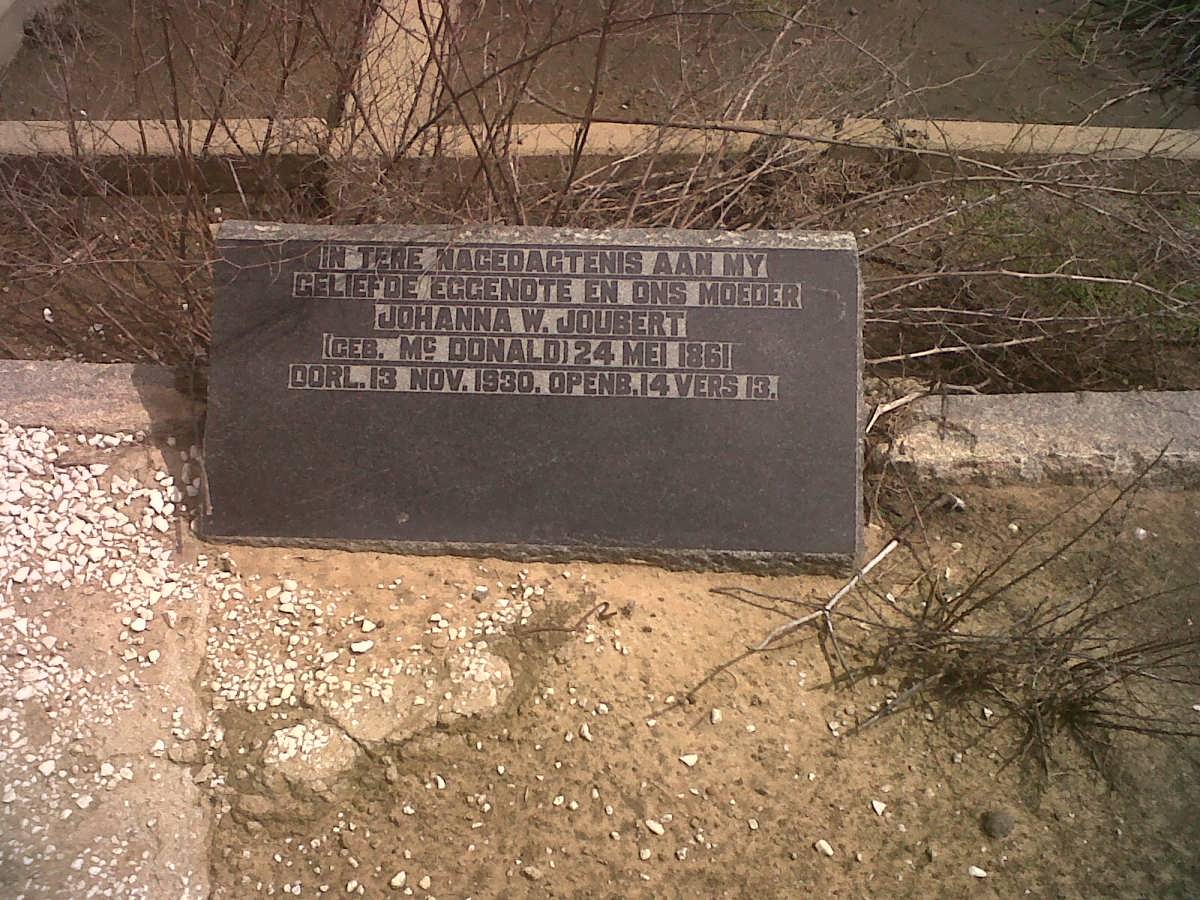 IN TERE NAGEDAGTENIS AAN MY
GELIEFDE EGGENOTE EN ONS MOEDER
JOHANNA W. JOUBERT
(GEB. Mc DONALD) 24 MEI 1861
OORL. 13 NOV. 1930. OPENB. 14 VERS 13.